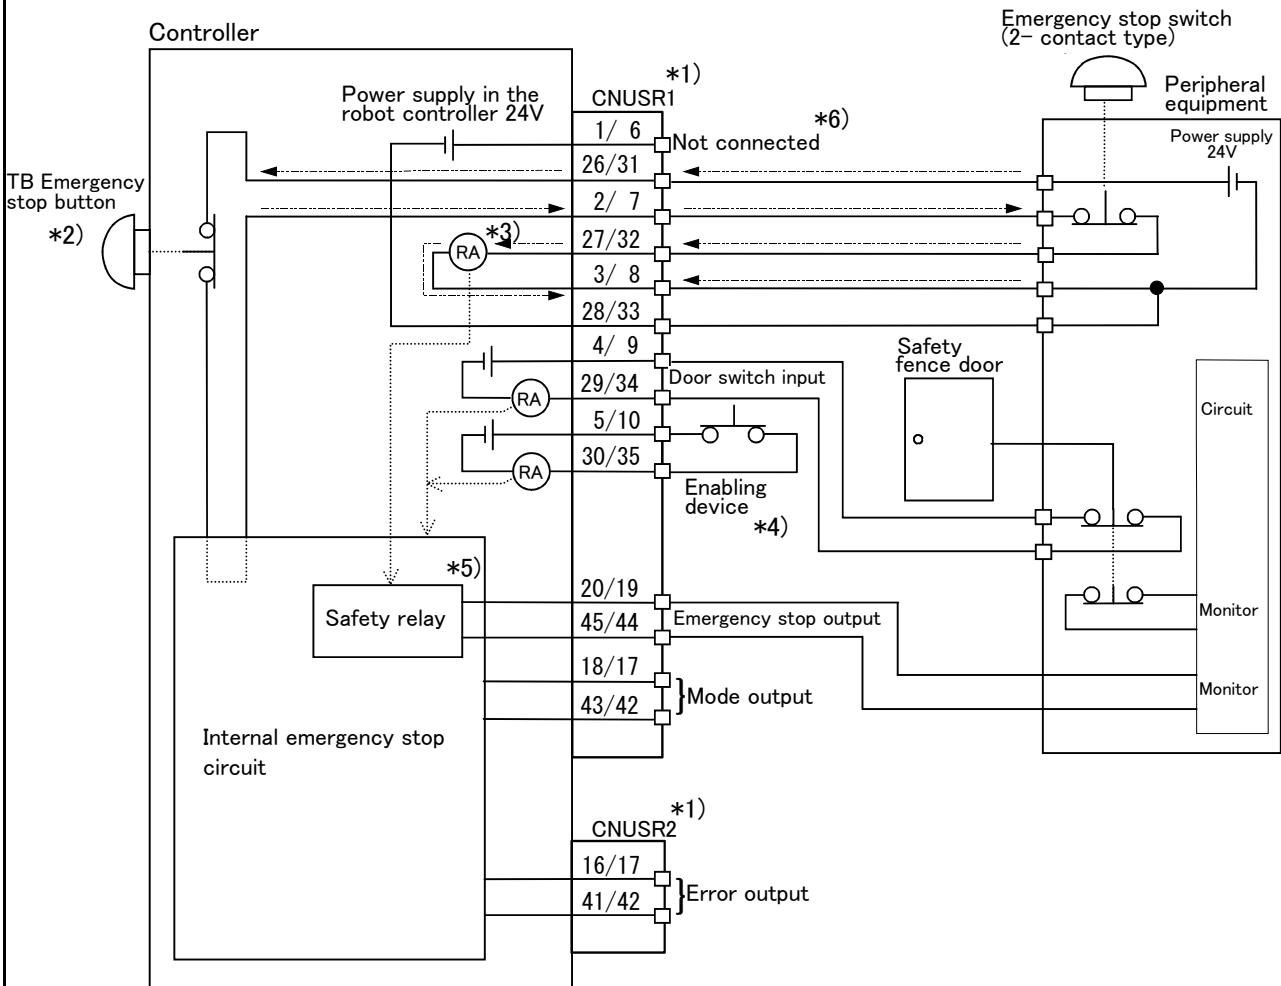 Emergency stop switch
(2- contact type)
Controller
*1)
Peripheral
equipment
Power supply in the
robot controller 24V
CNUSR1
*6)
1/ 6
Not connected
Power supply
24V
26/31
TB Emergency
stop button
*2)
2/ 7
*3)
27/32
RA
3/ 8
28/33
4/ 9
Safety
fence door
Door switch input
29/34
RA
Circuit
5/10
30/35
RA
Enabling
device
*4)
*5)
20/19
Safety relay
Emergency stop output
Monitor
45/44
18/17
Mode output
Monitor
43/42
Internal emergency stop
circuit
*1)
CNUSR2
16/17
Error output
41/42